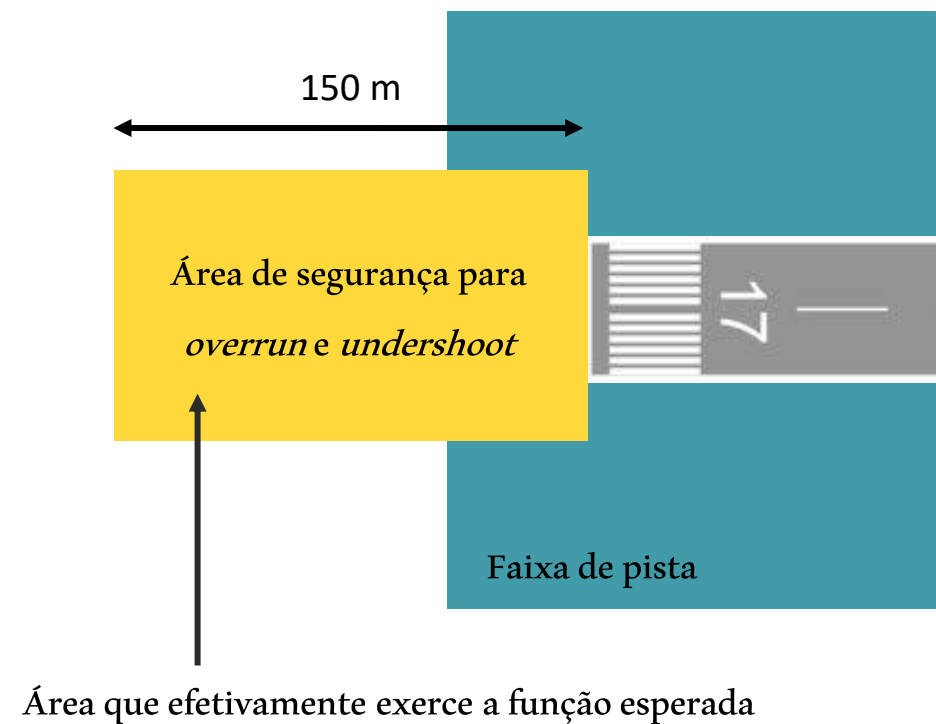 150 m
Área de segurança para
overrun e undershoot
17
Faixa de pista
Área que efetivamente exerce a função esperada